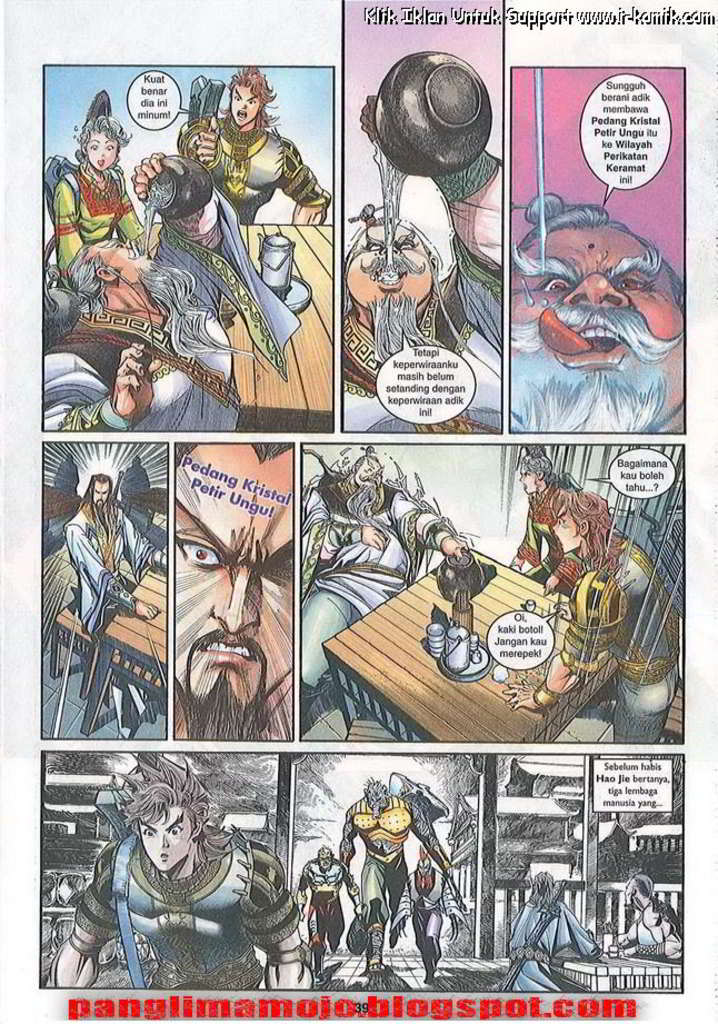 Klik Iklan Untuk Support www.i-komik.com
Kuat
benar
dia ini
minum!
Tetapi
keperwiraanku
masih belum
setanding dengan
keperwiraan adik
ini!
Sungguh
berani adik
membawa
Pedang Kristal
Petir Ungu itu
ke Wilayah
Perikatan
Keramat
ini!
Pedang Kristal
Petir Ungu!
Bagaimana
kau boleh
tahu...?
Oi,
kaki botol!
Jangan kau
merepek!
Sebelum habis
Hao Jie bertanya,
tiga lembaga
manusia yang...
39
panglimamojo.blogspot.com